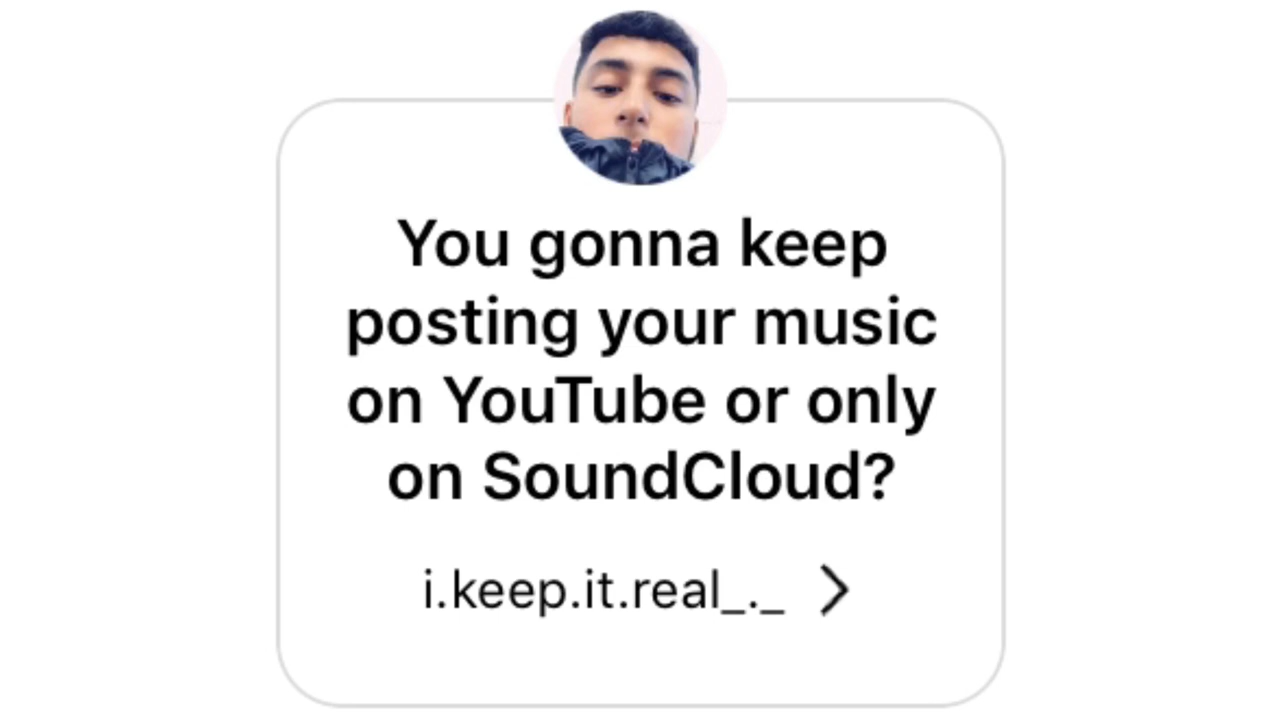 You gonna keep
posting your music
on YouTube or only
on SoundCloud?
i.keep.it.real_._ >